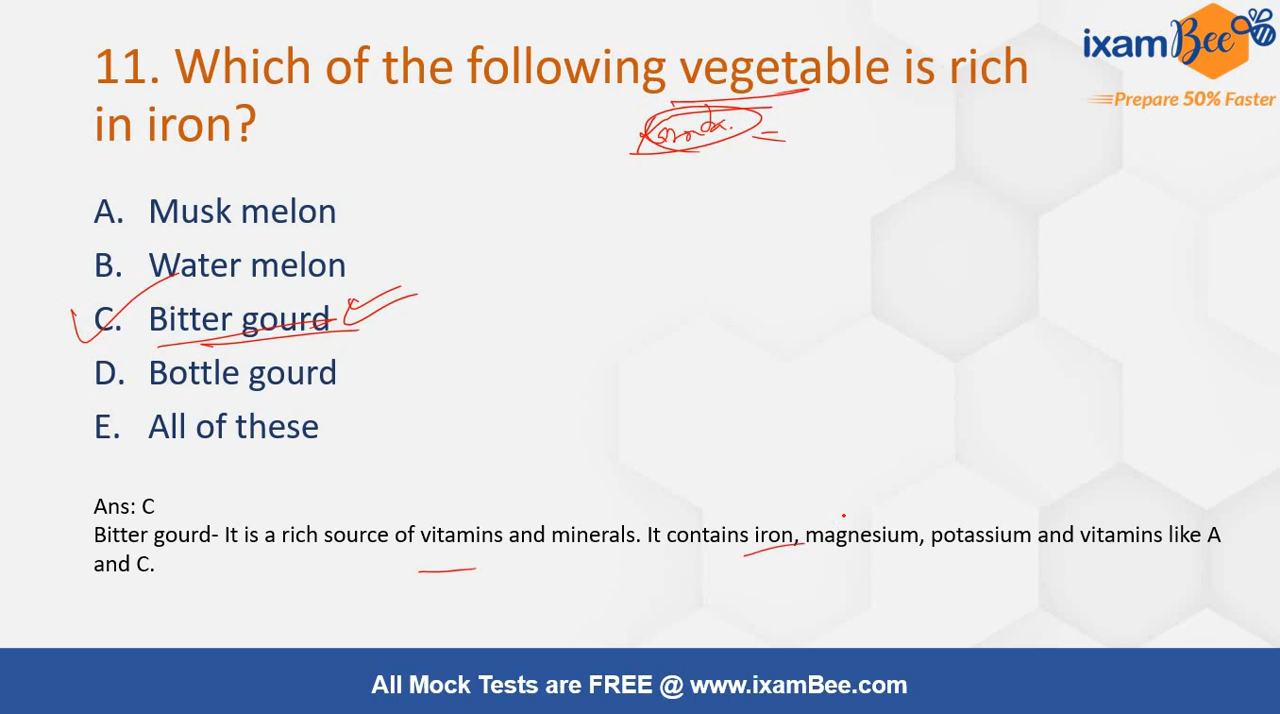 ixamBee
Prepare 50% Faster
11. Which of the following vegetable is rich
in iron?
A. Musk melon
B. Water melon
C. Bitter gourd
D. Bottle gourd
E. All of these
Ans: C
Bitter gourd- It is a rich source of vitamins and minerals. It contains iron, magnesium, potassium and vitamins like A
and C.
All Mock Tests are FREE @ www.ixamBee.com